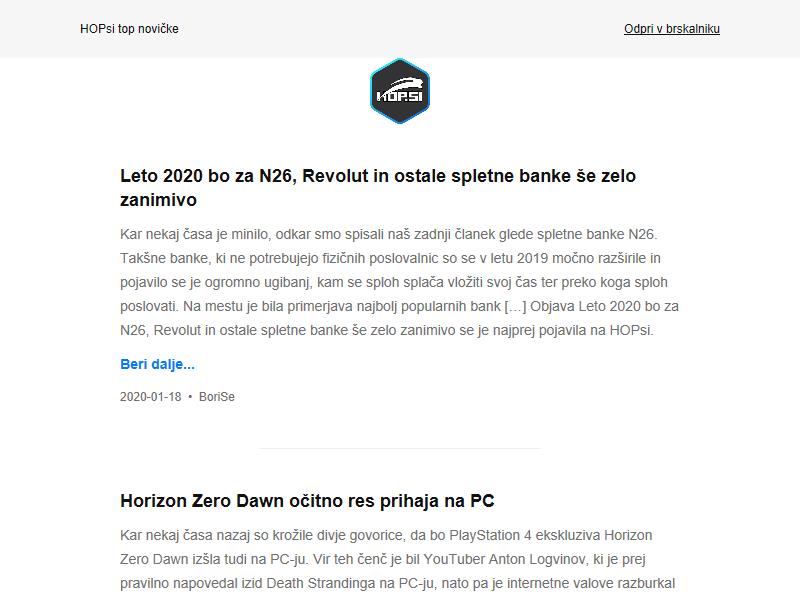 HOPsi top novičke
Odpri v brskalniku
HOPSI
Leto 2020 bo za N26, Revolut in ostale spletne banke še zelo
zanimivo
Kar nekaj časa je minilo, odkar smo spisali naš zadnji članek glede spletne banke N26.
Takšne banke, ki ne potrebujejo fizičnih poslovalnic so se v letu 2019 močno razširile in
pojavilo se je ogromno ugibanj, kam se sploh splača vložiti svoj čas ter preko koga sploh
poslovati. Na mestu je bila primerjava najbolj popularnih bank […] Objava Leto 2020 bo za
N26, Revolut in ostale spletne banke še zelo zanimivo se je najprej pojavila na HOPsi.
Beri dalje...
2020-01-18 • BoriSe
Horizon Zero Dawn očitno res prihaja na PC
Kar nekaj časa nazaj so krožile divje govorice, da bo PlayStation 4 ekskluziva Horizon
Zero Dawn izšla tudi na PC-ju. Vir teh čenč je bil YouTuber Anton Logvinov, ki je prej
pravilno napovedal izid Death Strandinga na PC-ju, nato pa je internetne valove razburkal